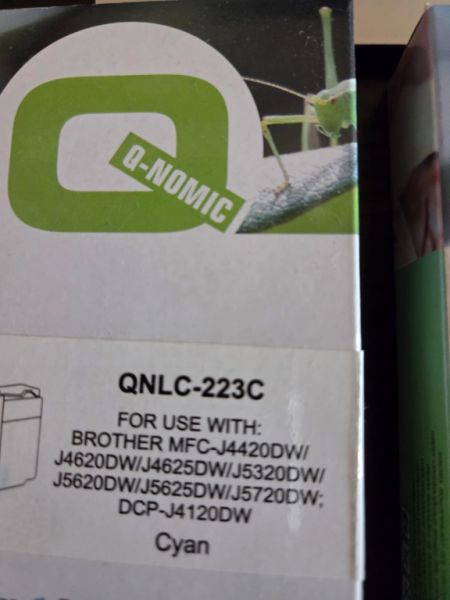 Q-NOMIC
QNLC-223C
FOR USE WITH:
BROTHER MFC-J4420DW/
J4620DW/J4625DW/J5320DW/
J5620DW/J5625DW/J5720DW;
DCP-J4120DW
Cyan